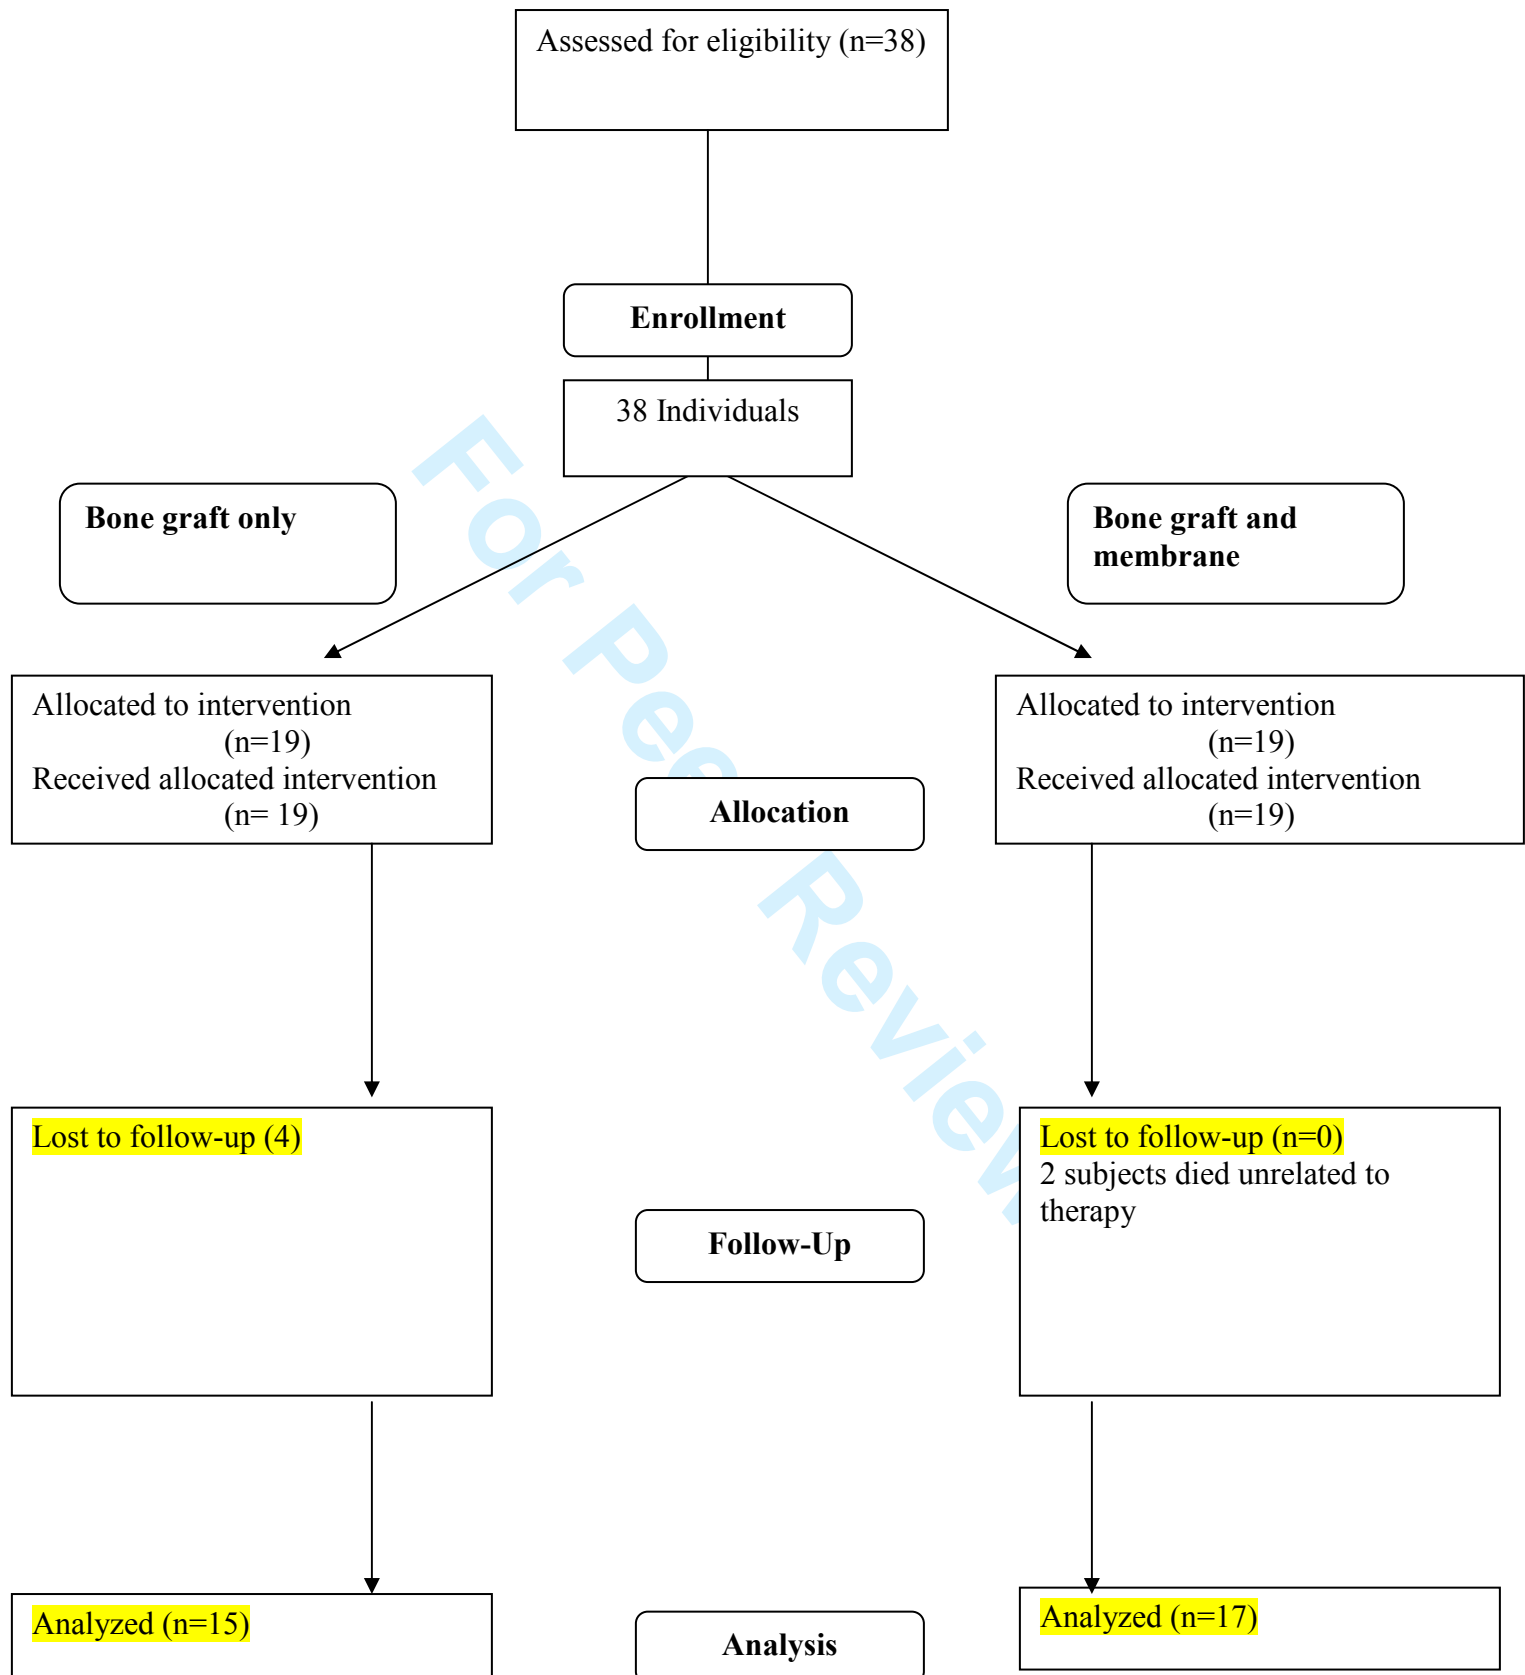 Assessed for eligibility (n=38)
Enrollment
38 Individuals
Bone graft only
Bone graft and
membrane
Allocated to intervention
(n=19)
Received allocated intervention
(n= 19)
Allocated to intervention
(n=19)
Received allocated intervention
(n=19)
Allocation
For Peer Review
Lost to follow-up (4)
Lost to follow-up (n=0)
2 subjects died unrelated to
therapy
Follow-Up
Analyzed (n=15)
Analyzed (n=17)
Analysis